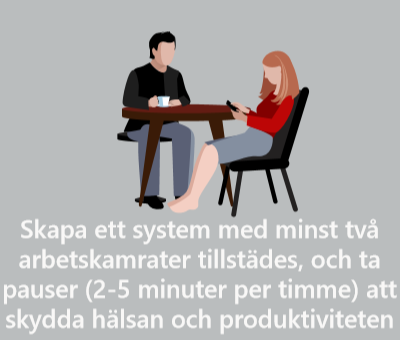 Skapa ett system med minst två
arbetskamrater tillstädes, och ta
pauser (2-5 minuter per timme) att
skydda hälsan och produktiviteten